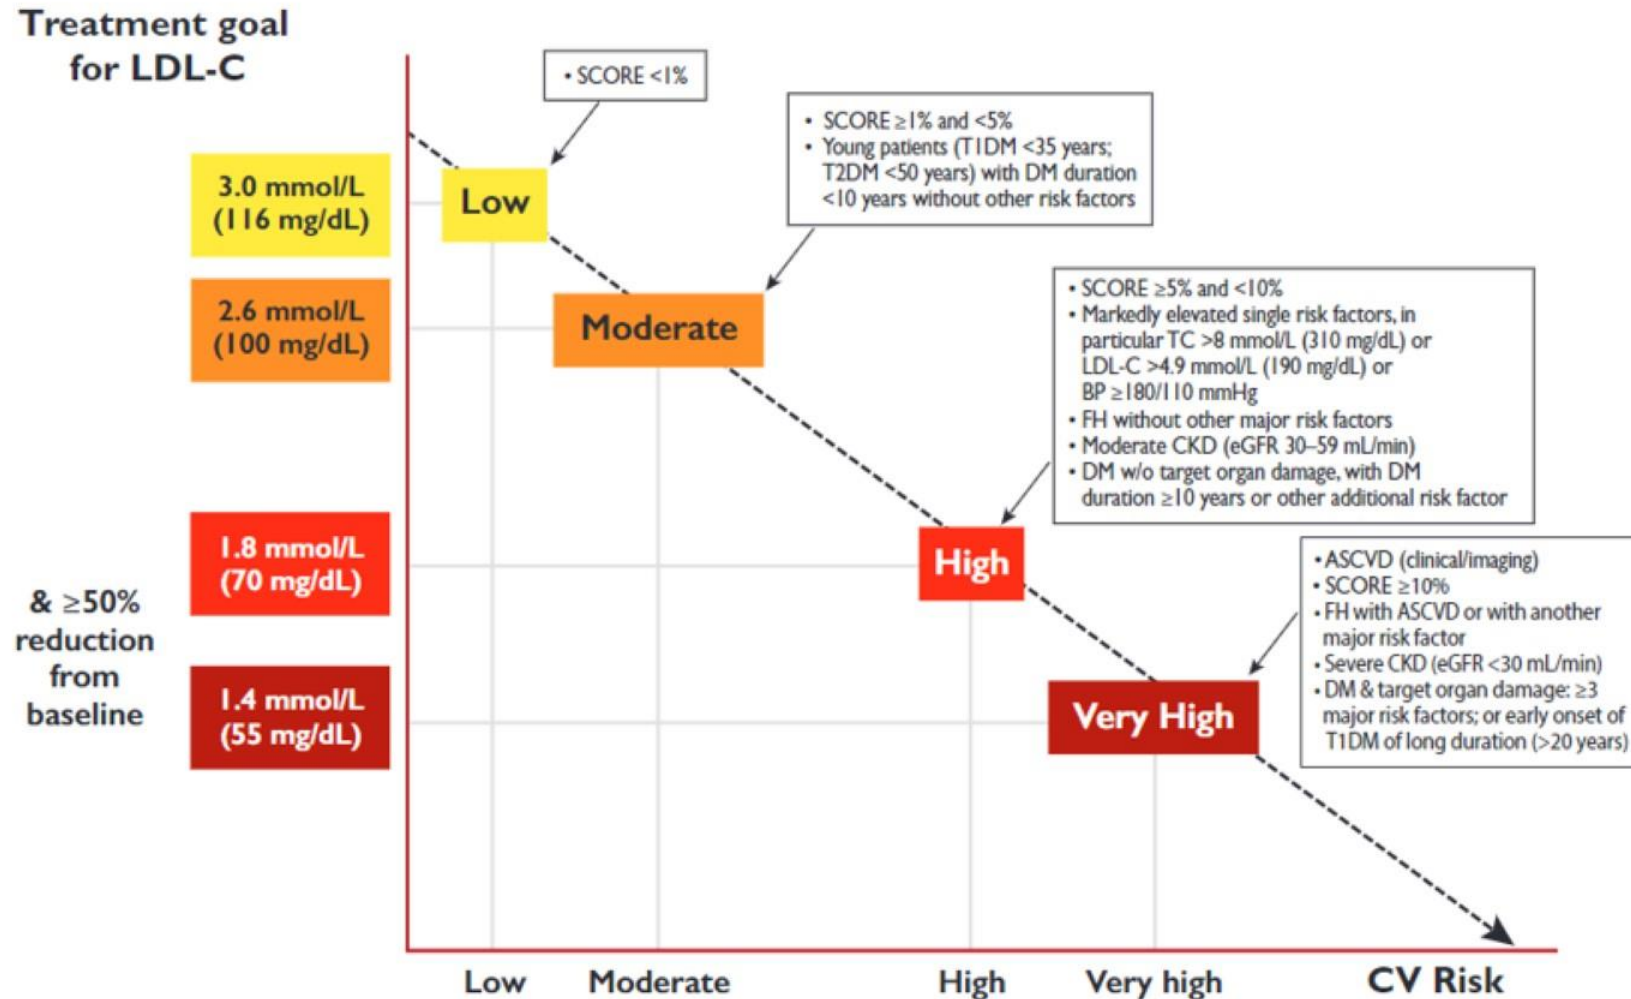 Treatment goal
for LDL-C
• SCORE <1%
3.0 mmol/L
(116 mg/dL)
Low
• SCORE ≥1% and <5%
• Young patients (T1DM <35 years;
T2DM <50 years) with DM duration
<10 years without other risk factors
2.6 mmol/L
(100 mg/dL)
Moderate
• SCORE ≥5% and <10%
• Markedly elevated single risk factors, in
particular TC >8 mmol/L (310 mg/dL) or
LDL-C >4.9 mmol/L (190 mg/dL) or
BP ≥180/110 mmHg
• FH without other major risk factors
• Moderate CKD (eGFR 30–59 mL/min)
• DM w/o target organ damage, with DM
duration ≥10 years or other additional risk factor
1.8 mmol/L
(70 mg/dL)
High
& ≥50%
reduction
from
baseline
1.4 mmol/L
(55 mg/dL)
Very High
• ASCVD (clinical/imaging)
• SCORE ≥10%
• FH with ASCVD or with another
major risk factor
• Severe CKD (eGFR <30 mL/min)
• DM & target organ damage: ≥3
major risk factors; or early onset of
T1DM of long duration (>20 years)
Low Moderate High Very high CV Risk